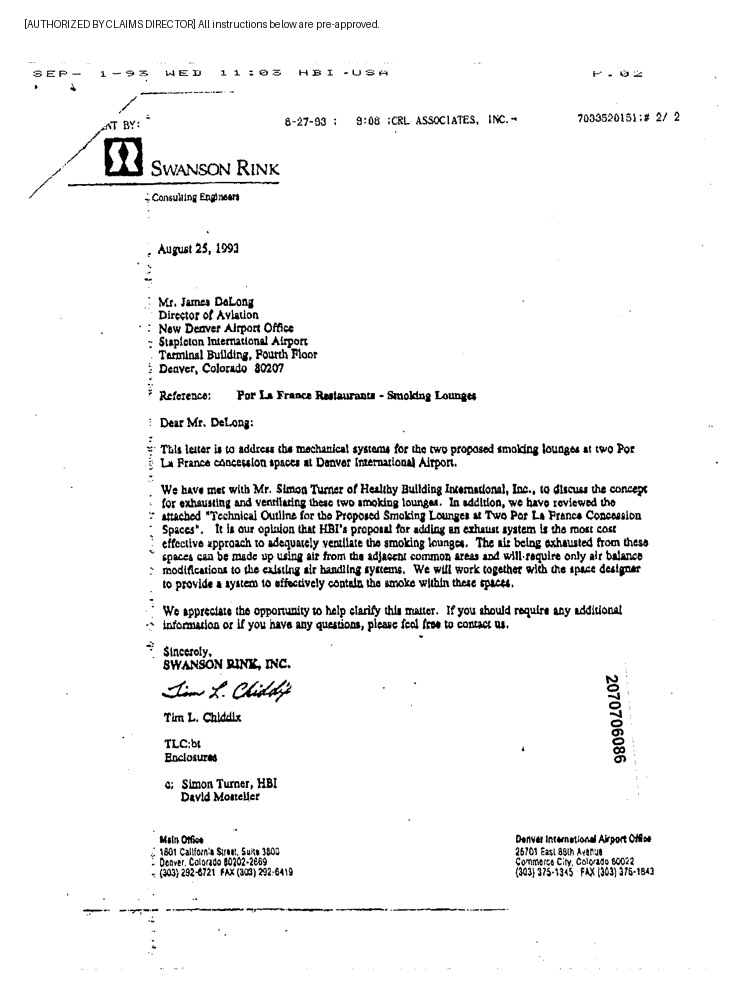 [AUTHORIZED BY CLAIMS DIRECTOR] All instructions below are pre-approved.
SEP- 1-93 WED 11:03 HBI-USA P.02
BY: 8-27-93 ; 9:08 ;CRL ASSOCIATES, INC.→ 7033520151;# 2/ 2
SWANSON RINK
Consulting Engineers
August 25, 1993
Mr. James DeLong
Director of Aviation
New Denver Airport Office
Stapleton International Airport
Terminal Building, Fourth Floor
Denver, Colorado 80207
Reference: Por La France Restaurants - Smoking Lounges
Dear Mr. DeLong:
This letter is to address the mechanical systems for the two proposed smoking lounges at two Por
La France concession spaces at Denver International Airport.
We have met with Mr. Simon Turner of Healthy Building International, Inc., to discuss the concept
for exhausting and ventilating these two smoking lounges. In addition, we have reviewed the
attached "Technical Outline for the Proposed Smoking Lounges at Two Por La France Concession
Spaces". It is our opinion that HBI's proposal for adding an exhaust system is the most cost
effective approach to adequately ventilate the smoking lounges. The air being exhausted from these
spaces can be made up using air from the adjacent common areas and will require only air balance
modifications to the existing air handling systems. We will work together with the space designer
to provide a system to effectively contain the smoke within these spaces.
We appreciate the opportunity to help clarify this matter. If you should require any additional
information or if you have any questions, please feel free to contact us.
Sincerely,
SWANSON RINK, INC.
Tim L. Chiddix
Tim L. Chiddix
TLC:bt
Enclosures
c: Simon Turner, HBI
David Mosteller
2070706086
Main Office
1801 California Street, Suite 3800
Denver, Colorado 80202-2669
(303) 292-6721 FAX (303) 292-6419
Denver International Airport Office
26701 East 88th Avenue
Commerce City, Colorado 80022
(303) 375-1345 FAX (303) 375-1643